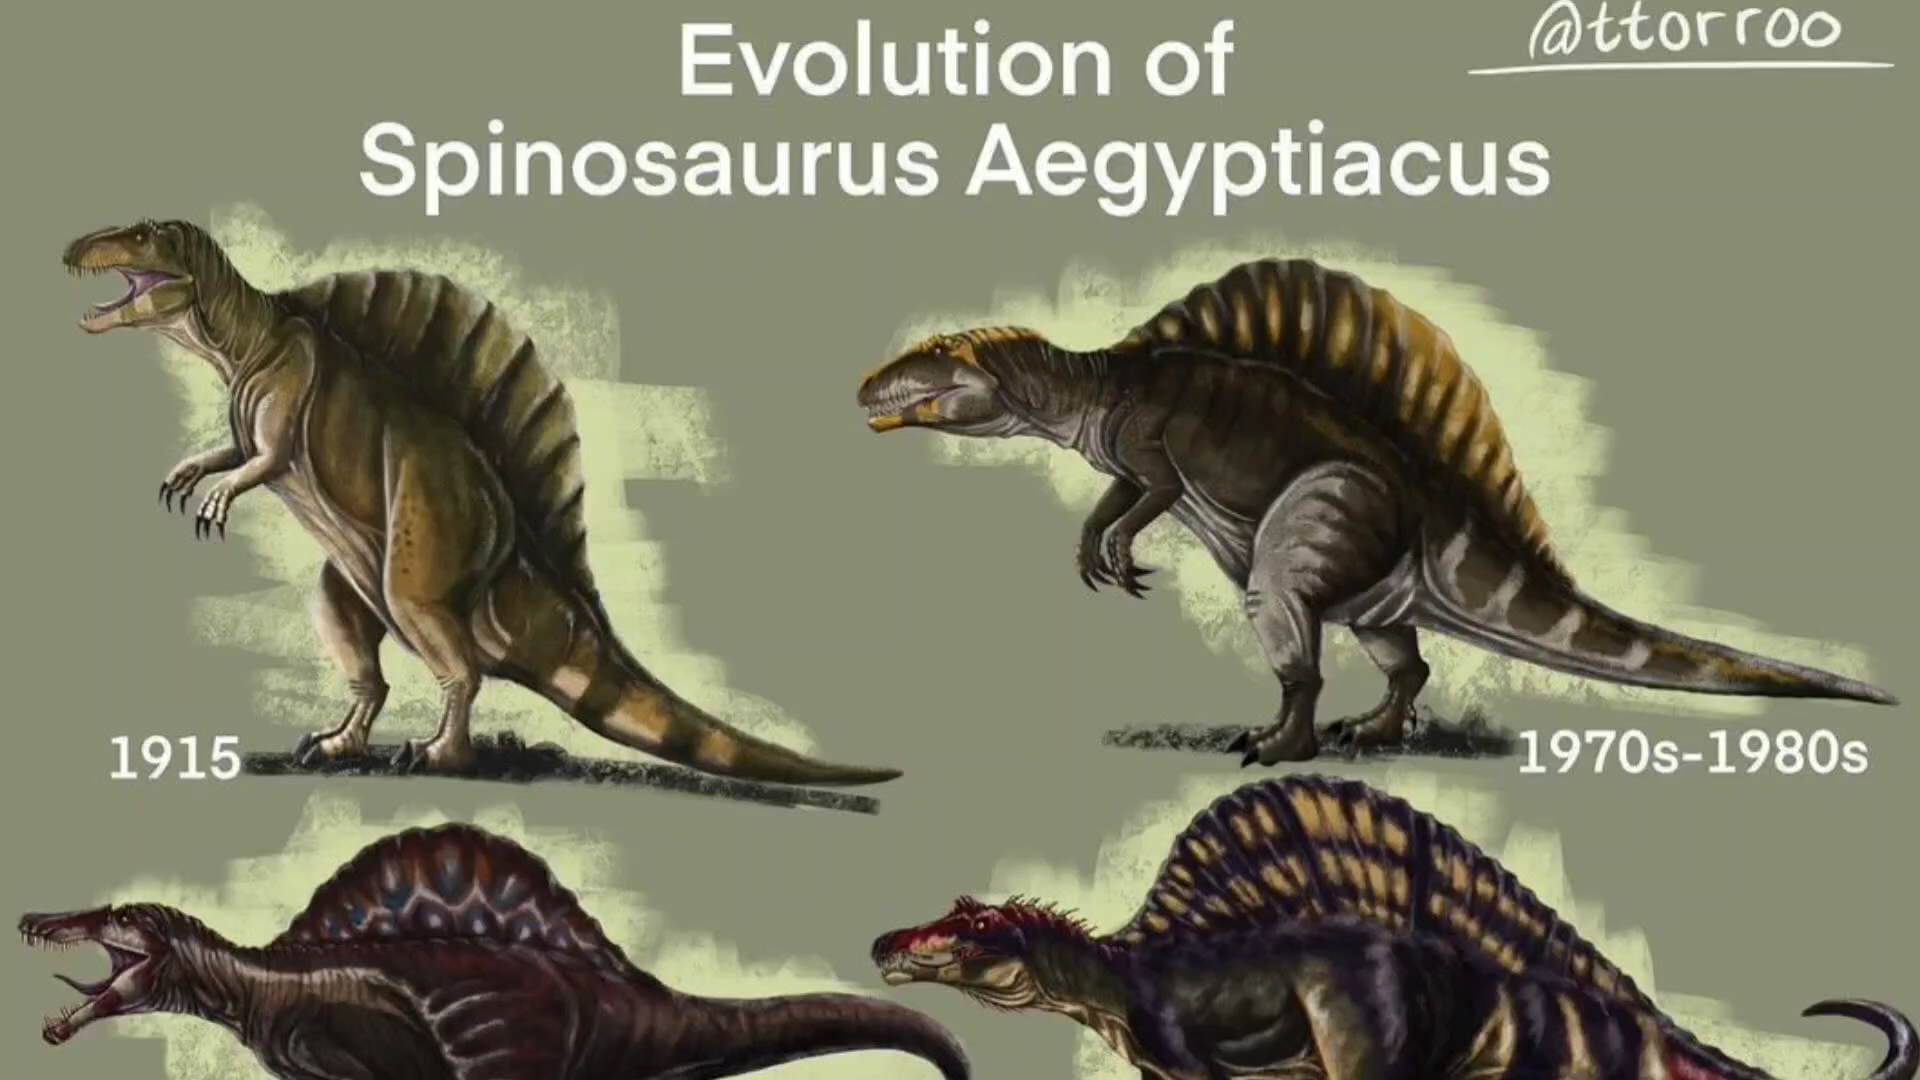 @ttorroo
Evolution of
Spinosaurus Aegyptiacus
1915
1970s-1980s